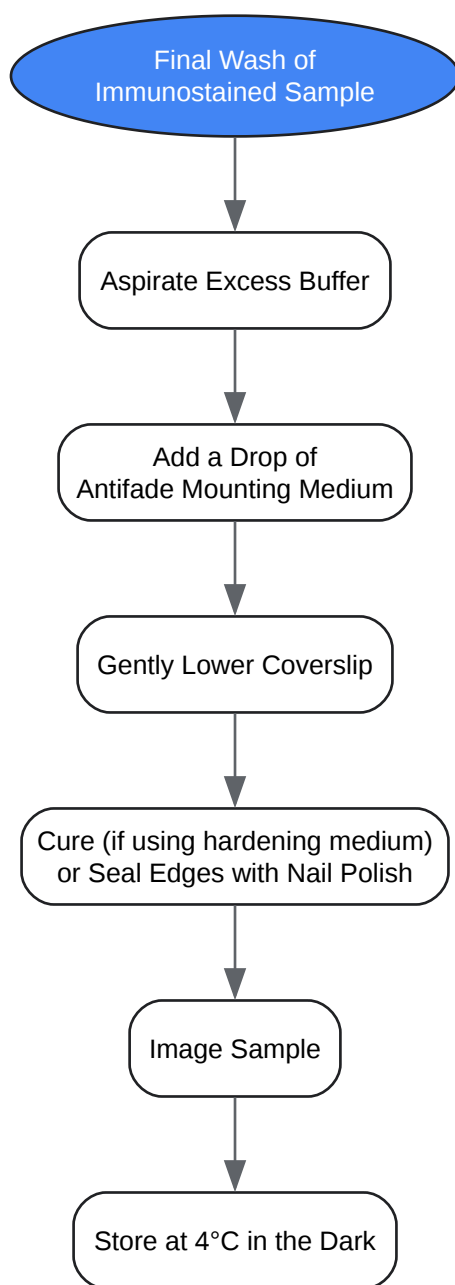 Final Wash of
Immunostained Sample
Aspirate Excess Buffer
Add a Drop of
Antifade Mounting Medium
Gently Lower Coverslip
Cure (if using hardening medium)
or Seal Edges with Nail Polish
Image Sample
Store at 4°C in the Dark